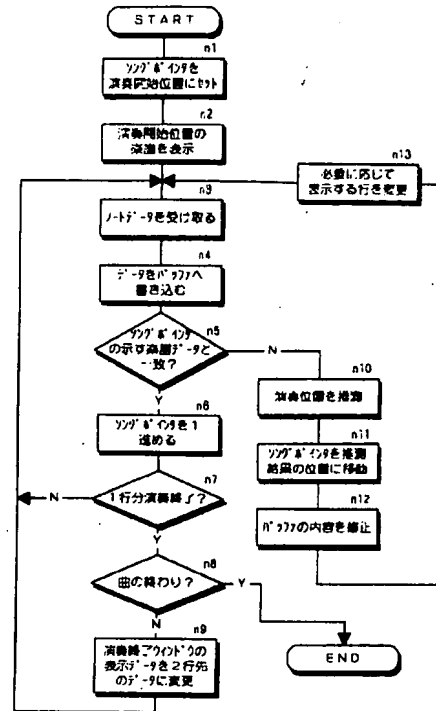 START
n1
ソングポインタを
演奏開始位置にセット
n2
演奏開始位置の
楽譜を表示
n13
必要に応じて
表示する行を変更
n3
ノートデータを受け取る
n4
データをバッファへ
書き込む
n5
ソングポインタ
の示す楽譜データと
一致?
N
Y
n10
演奏位置を推測
n6
ソングポインタを1
進める
n11
ソングポインタを推測
結果の位置に移動
n7
1行分演奏終了?
N
Y
n12
バッファの内容を修正
n8
曲の終わり?
Y
N
n9
演奏終了ウィンドウの
表示データを2行先
のデータに変更
END